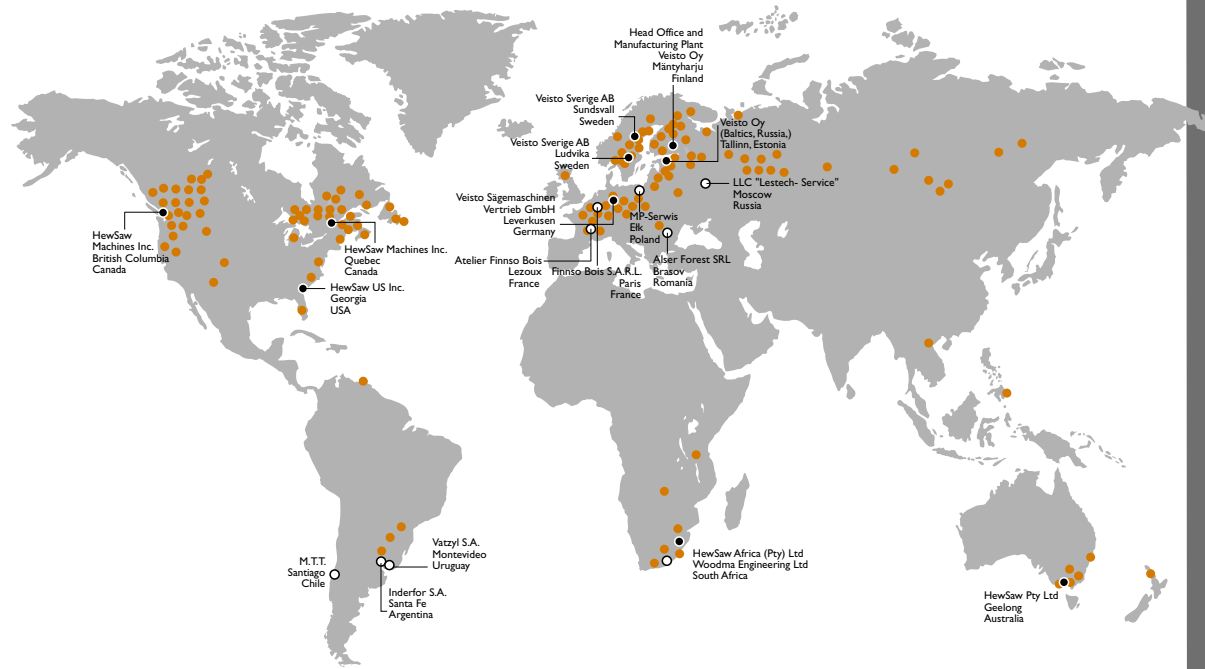 Head Office and
Manufacturing Plant
Veisto Oy
Mäntyharju
Finland
Veisto Sverige AB
Sundsvall
Sweden
Veisto Sverige AB
Ludvika
Sweden
Veisto Oy
(Baltics, Russia,)
Tallinn, Estonia
LLC "Lestech- Service"
Moscow
Russia
Veisto Sägemaschinen
Vertrieb GmbH
Leverkusen
Germany
MP-Serwis
Ełk
Poland
Atelier Finnso Bois
Lezoux
France
Finnso Bois S.A.R.L.
Paris
France
Alser Forest SRL
Brasov
Romania
HewSaw
Machines Inc.
British Columbia
Canada
HewSaw Machines Inc.
Quebec
Canada
HewSaw US Inc.
Georgia
USA
M.T.T.
Santiago
Chile
Vatzyl S.A.
Montevideo
Uruguay
Inderfor S.A.
Santa Fe
Argentina
HewSaw Africa (Pty) Ltd
Woodma Engineering Ltd
South Africa
HewSaw Pty Ltd
Geelong
Australia